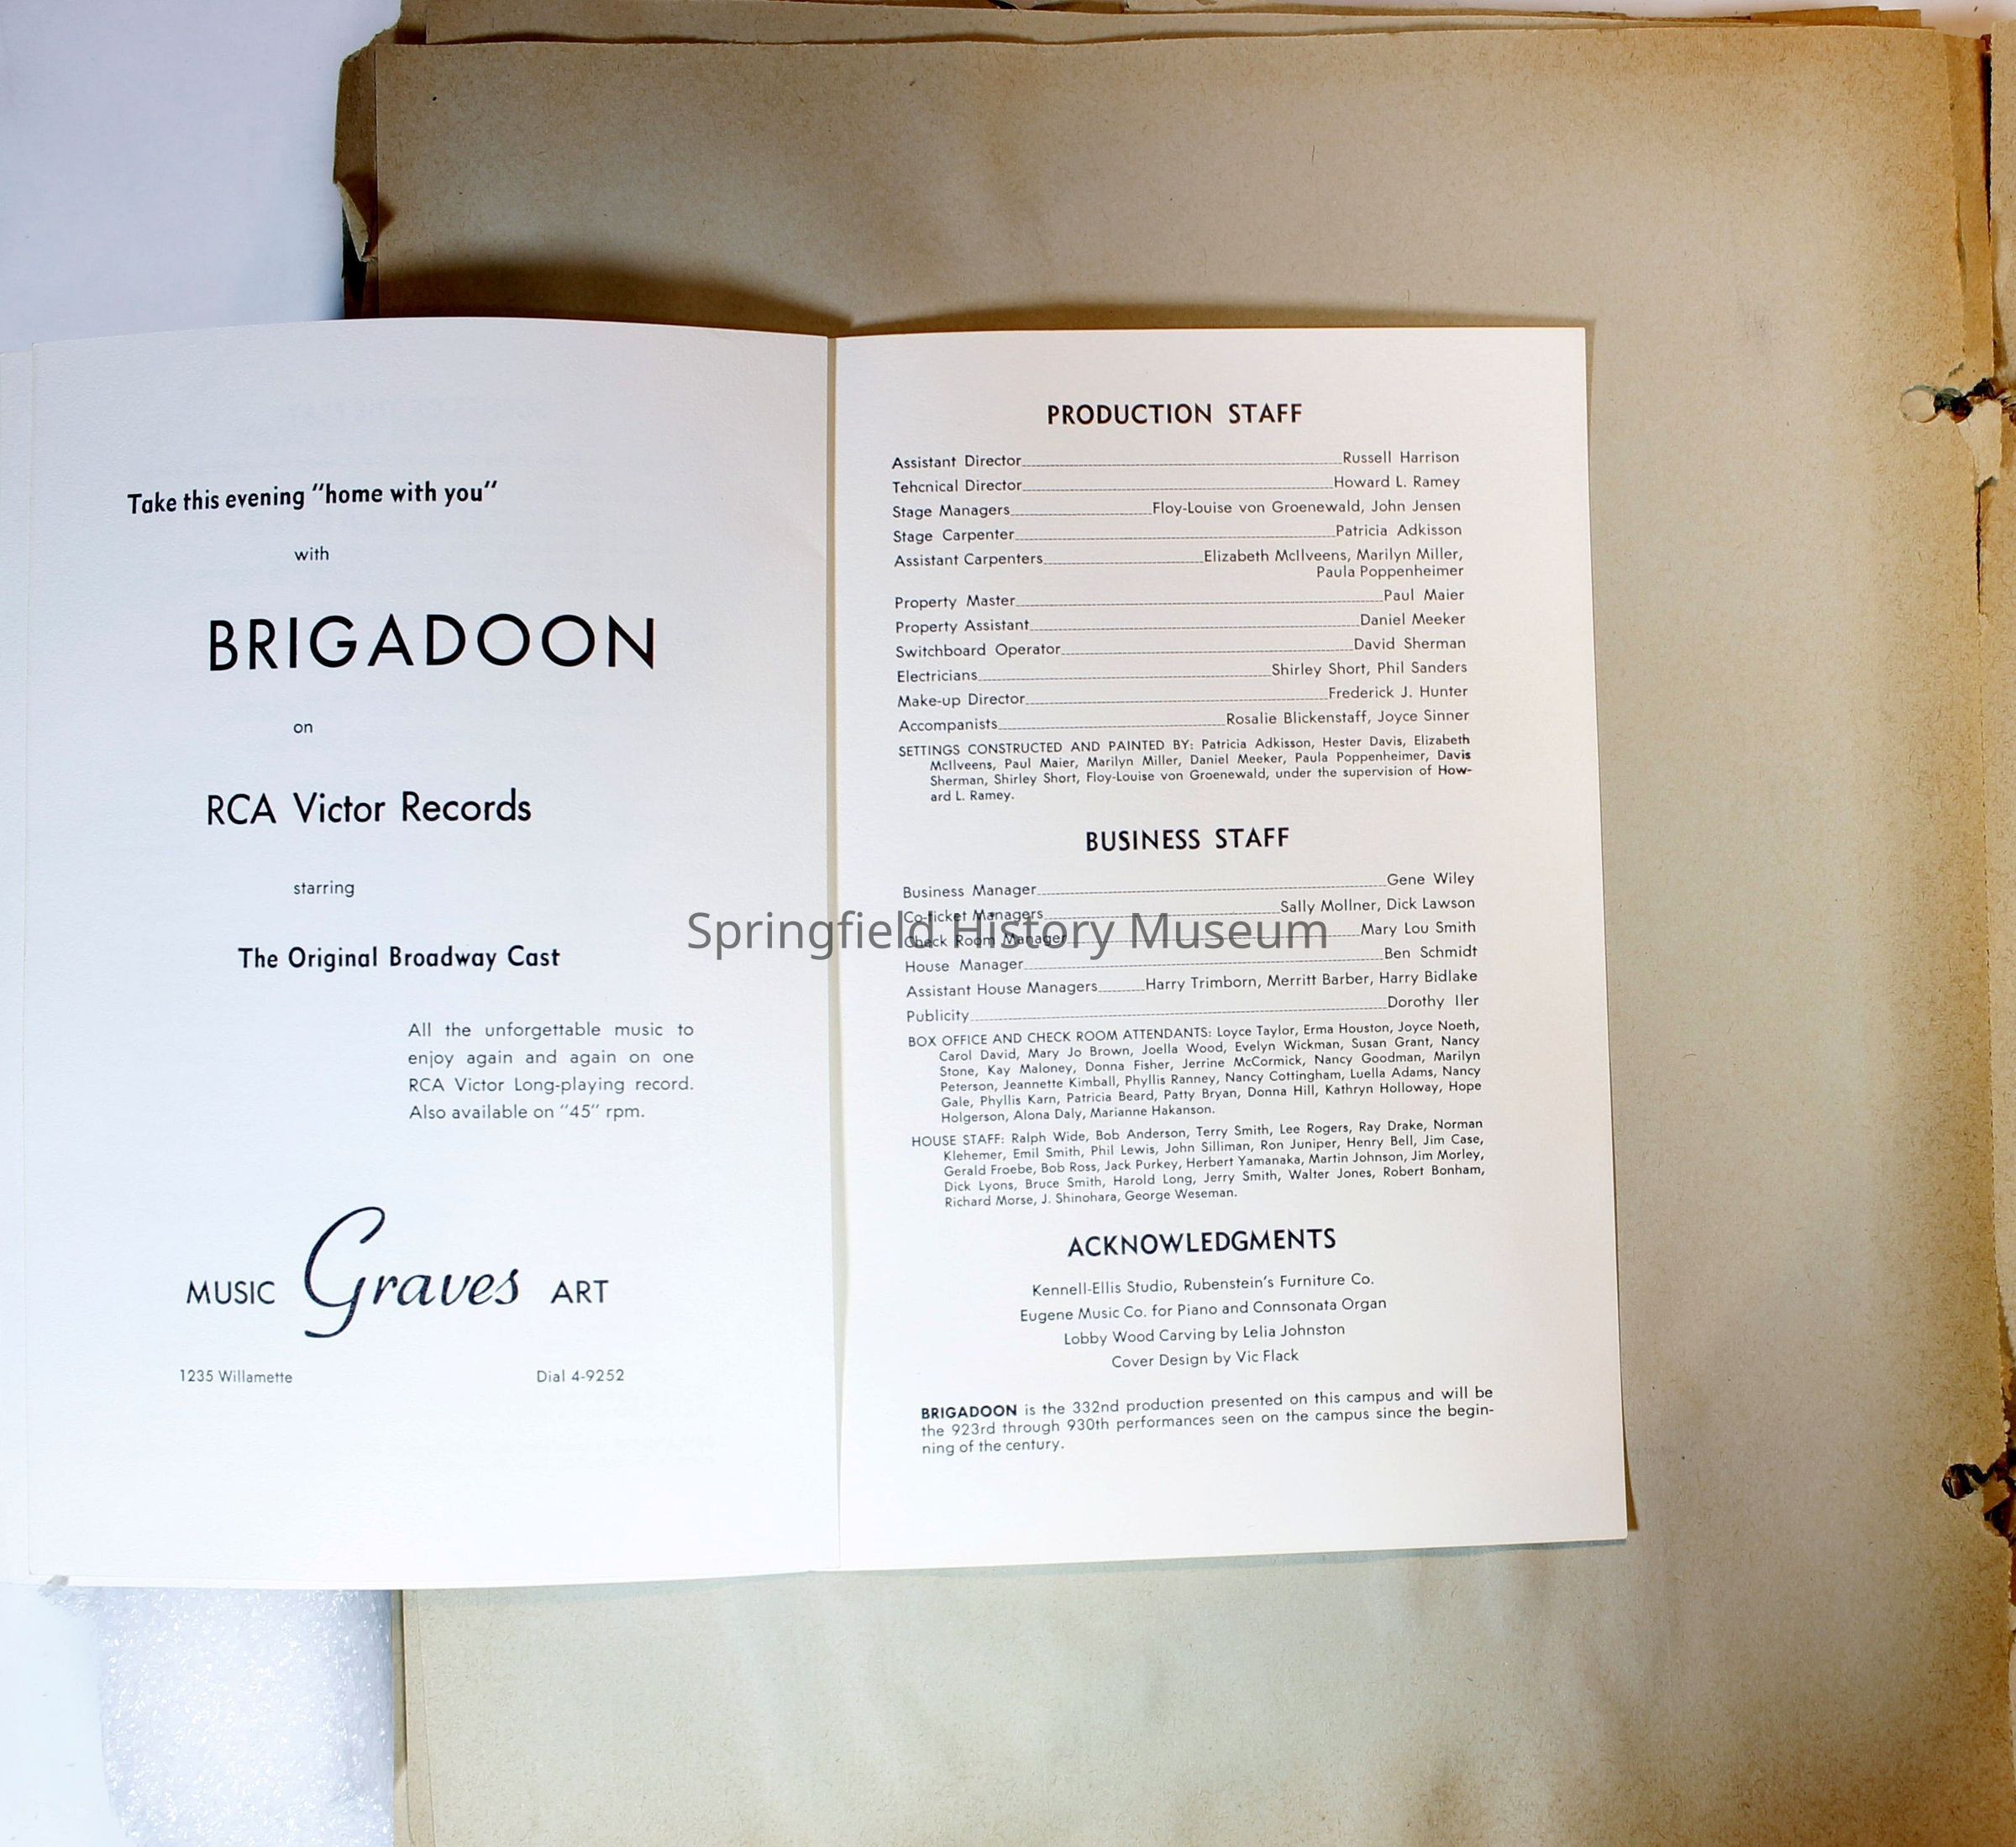 Take this evening "home with you"
with
BRIGADOON
on
RCA Victor Records
starring
The Original Broadway Cast
All the unforgettable music to
enjoy again and again on one
RCA Victor Long-playing record.
Also available on "45" rpm.
MUSIC Graves ART
1235 Willamette Dial 4-9252
PRODUCTION STAFF
Assistant Director Russell Harrison
Tehcnical Director Howard L. Ramey
Stage Managers Floy-Louise von Groenewald, John Jensen
Stage Carpenter Patricia Adkisson
Assistant Carpenters Elizabeth McIlveens, Marilyn Miller,
Paula Poppenheimer
Property Master Paul Maier
Property Assistant Daniel Meeker
Switchboard Operator David Sherman
Electricians Shirley Short, Phil Sanders
Make-up Director Frederick J. Hunter
Accompanists Rosalie Blickenstaff, Joyce Sinner
SETTINGS CONSTRUCTED AND PAINTED BY: Patricia Adkisson, Hester Davis, Elizabeth
McIlveens, Paul Maier, Marilyn Miller, Daniel Meeker, Paula Poppenheimer, Davis
Sherman, Shirley Short, Floy-Louise von Groenewald, under the supervision of How-
ard L. Ramey.
BUSINESS STAFF
Business Manager Gene Wiley
Co-ticket Managers Sally Mollner, Dick Lawson
Check Room Manager Mary Lou Smith
House Manager Ben Schmidt
Assistant House Managers Harry Trimborn, Merritt Barber, Harry Bidlake
Publicity Dorothy Iler
BOX OFFICE AND CHECK ROOM ATTENDANTS: Loyce Taylor, Erma Houston, Joyce Noeth,
Carol David, Mary Jo Brown, Joella Wood, Evelyn Wickman, Susan Grant, Nancy
Stone, Kay Maloney, Donna Fisher, Jerrine McCormick, Nancy Goodman, Marilyn
Peterson, Jeannette Kimball, Phyllis Ranney, Nancy Cottingham, Luella Adams, Nancy
Gale, Phyllis Karn, Patricia Beard, Patty Bryan, Donna Hill, Kathryn Holloway, Hope
Holgerson, Alona Daly, Marianne Hakanson.
HOUSE STAFF: Ralph Wide, Bob Anderson, Terry Smith, Lee Rogers, Ray Drake, Norman
Klehemer, Emil Smith, Phil Lewis, John Silliman, Ron Juniper, Henry Bell, Jim Case,
Gerald Froebe, Bob Ross, Jack Purkey, Herbert Yamanaka, Martin Johnson, Jim Morley,
Dick Lyons, Bruce Smith, Harold Long, Jerry Smith, Walter Jones, Robert Bonham,
Richard Morse, J. Shinohara, George Weseman.
ACKNOWLEDGMENTS
Kennell-Ellis Studio, Rubenstein's Furniture Co.
Eugene Music Co. for Piano and Connsonata Organ
Lobby Wood Carving by Lelia Johnston
Cover Design by Vic Flack
BRIGADOON is the 332nd production presented on this campus and will be
the 923rd through 930th performances seen on the campus since the begin-
ning of the century.
Springfield History Museum